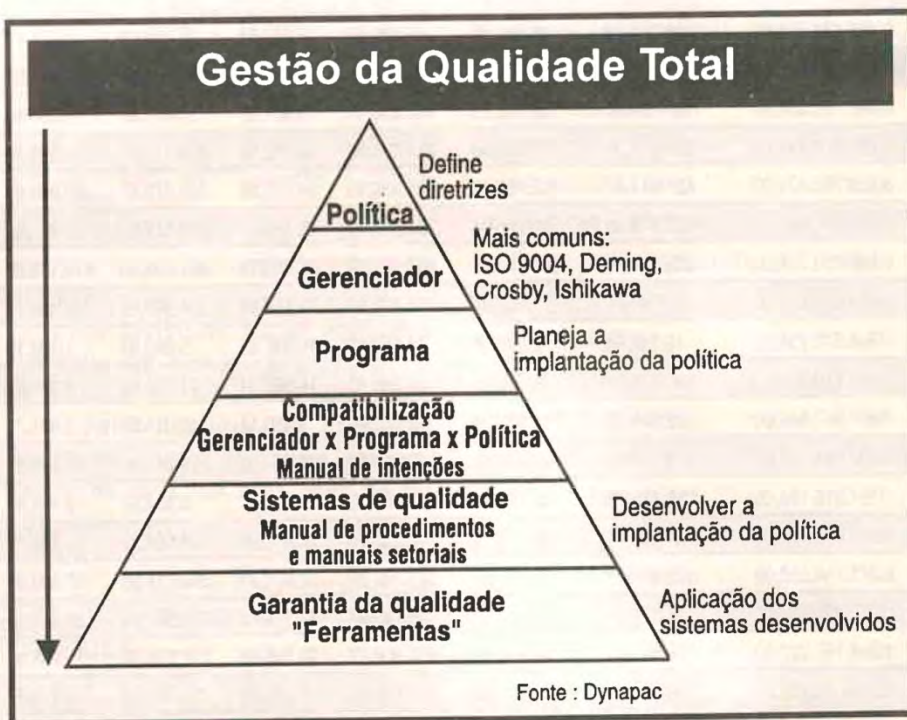 Gestão da Qualidade Total
Define
diretrizes
Política
Mais comuns:
ISO 9004, Deming,
Crosby, Ishikawa
Gerenciador
Programa
Planeja a
implantação da política
Compatibilização
Gerenciador x Programa x Política
Manual de intenções
Sistemas de qualidade
Manual de procedimentos
e manuais setoriais
Desenvolver a
implantação da política
Garantia da qualidade
"Ferramentas"
Aplicação dos
sistemas desenvolvidos
Fonte : Dynapac